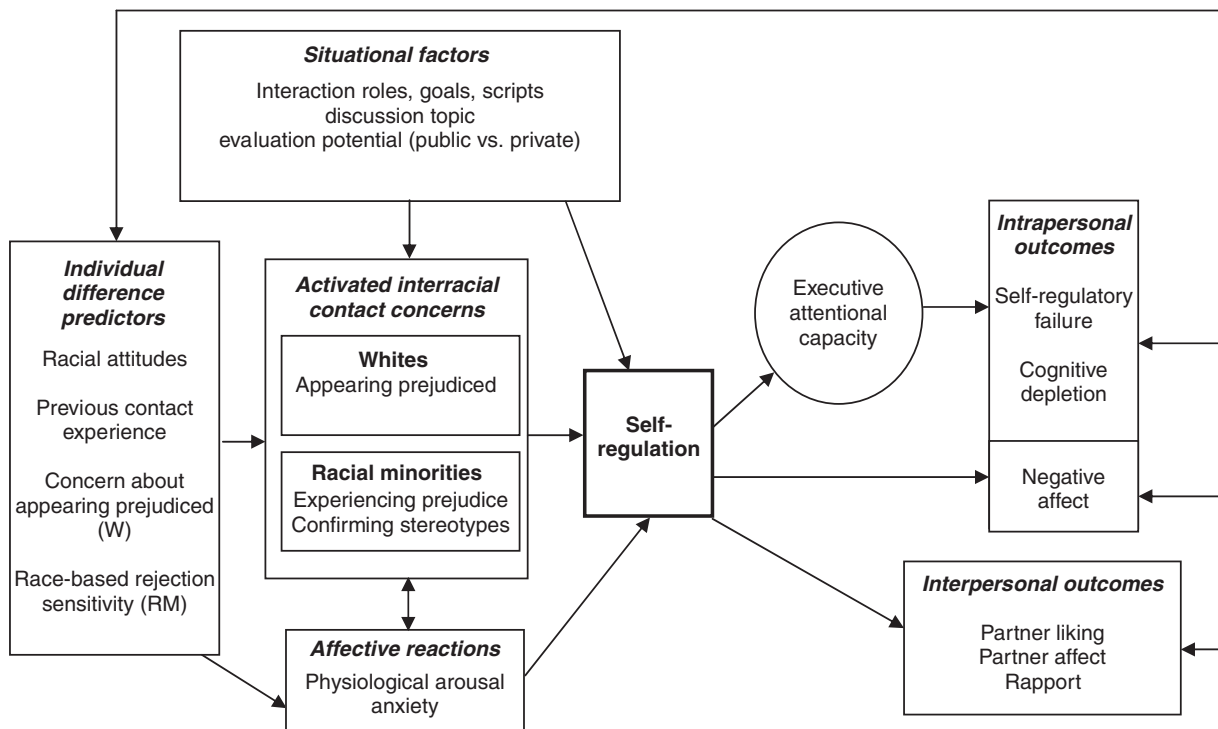 Situational factors
Interaction roles, goals, scripts
discussion topic
evaluation potential (public vs. private)
Individual
difference
predictors
Racial attitudes
Previous contact
experience
Concern about
appearing prejudiced
(W)
Race-based rejection
sensitivity (RM)
Activated interracial
contact concerns
Whites
Appearing prejudiced
Racial minorities
Experiencing prejudice
Confirming stereotypes
Affective reactions
Physiological arousal
anxiety
Self-
regulation
Executive
attentional
capacity
Intrapersonal
outcomes
Self-regulatory
failure
Cognitive
depletion
Negative
affect
Interpersonal outcomes
Partner liking
Partner affect
Rapport